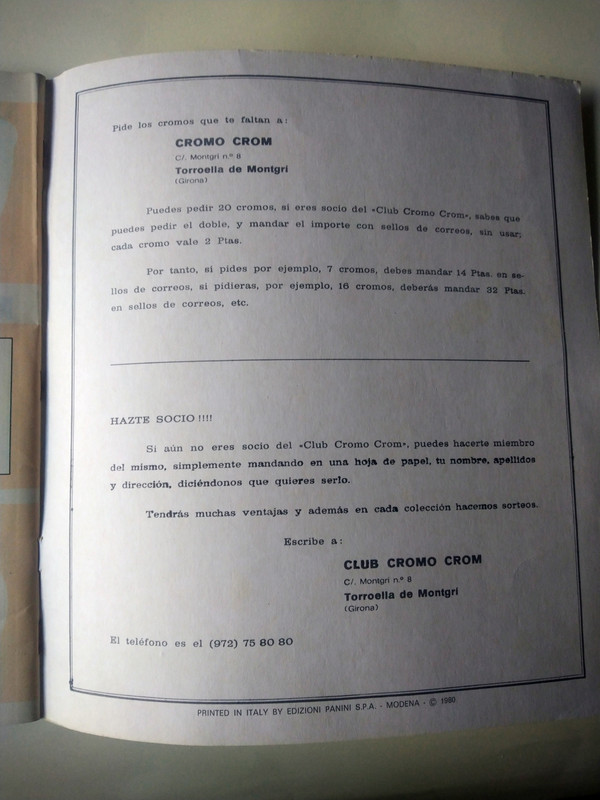 Pide los cromos que te faltan a:
CROMO CROM
C/. Montgrí n.º 8
Torroella de Montgrí
(Girona)
Puedes pedir 20 cromos, si eres socio del «Club Cromo Crom», sabes que
puedes pedir el doble, y mandar el importe con sellos de correos, sin usar;
cada cromo vale 2 Ptas.
Por tanto, si pides por ejemplo, 7 cromos, debes mandar 14 Ptas. en se-
llos de correos, si pidieras, por ejemplo, 16 cromos, deberás mandar 32 Ptas.
en sellos de correos, etc.
HAZTE SOCIO !!!!
Si aún no eres socio del «Club Cromo Crom», puedes hacerte miembro
del mismo, simplemente mandando en una hoja de papel, tu nombre, apellidos
y dirección, diciéndonos que quieres serlo.
Tendrás muchas ventajas y además en cada colección hacemos sorteos.
Escribe a:
CLUB CROMO CROM
C/. Montgrí n.º 8
Torroella de Montgrí
(Girona)
El teléfono es el (972) 75 80 80
PRINTED IN ITALY BY EDIZIONI PANINI S.P.A. - MODENA - © 1980